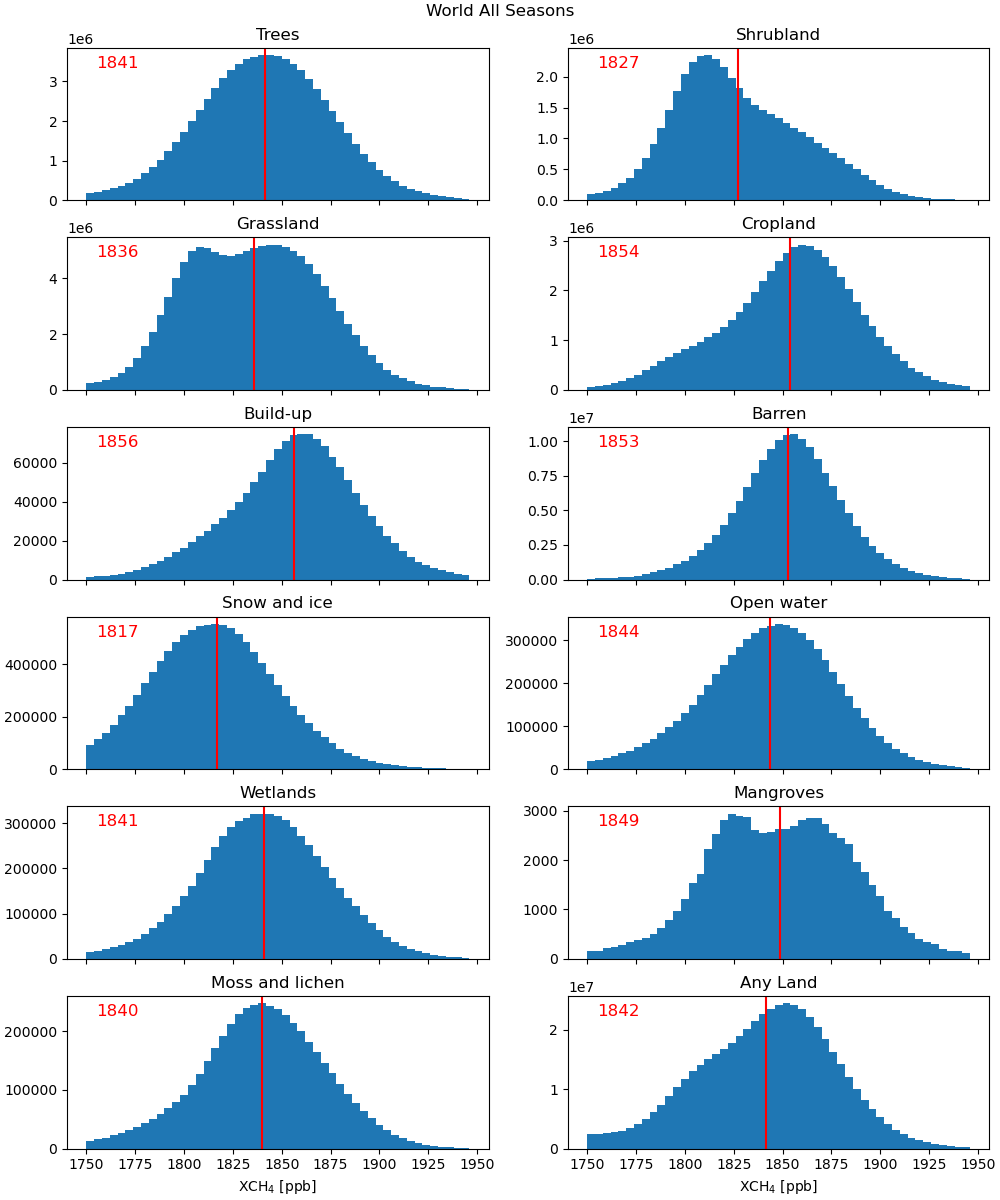 World All Seasons
Trees
1e6
1841
3
2
1
0
Shrubland
1e6
1827
2.0
1.5
1.0
0.5
0.0
Grassland
1e6
1836
4
2
0
Cropland
1e6
1854
3
2
1
0
Build-up
1856
60000
40000
20000
0
Barren
1e7
1853
1.00
0.75
0.50
0.25
0.00
Snow and ice
1817
400000
200000
0
Open water
1844
300000
200000
100000
0
Wetlands
1841
300000
200000
100000
0
Mangroves
1849
3000
2000
1000
0
Moss and lichen
1840
200000
100000
0
1750 1775 1800 1825 1850 1875 1900 1925 1950
XCH₄ [ppb]
Any Land
1e7
1842
2
1
0
1750 1775 1800 1825 1850 1875 1900 1925 1950
XCH₄ [ppb]